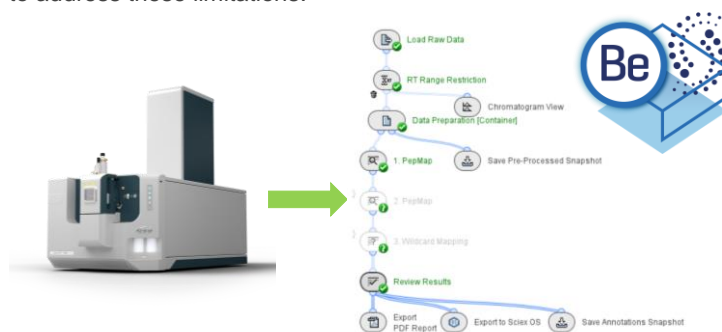 to address these limitations.
Load Raw Data
RT Range Restriction
Chromatogram View
Data Preparation [Container]
1. PepMap
Save Pre-Processed Snapshot
2. PepMap
3. Wildcard Mapping
Review Results
Export
PDF Report
Export to Sciex OS
Save Annotations Snapshot
Be